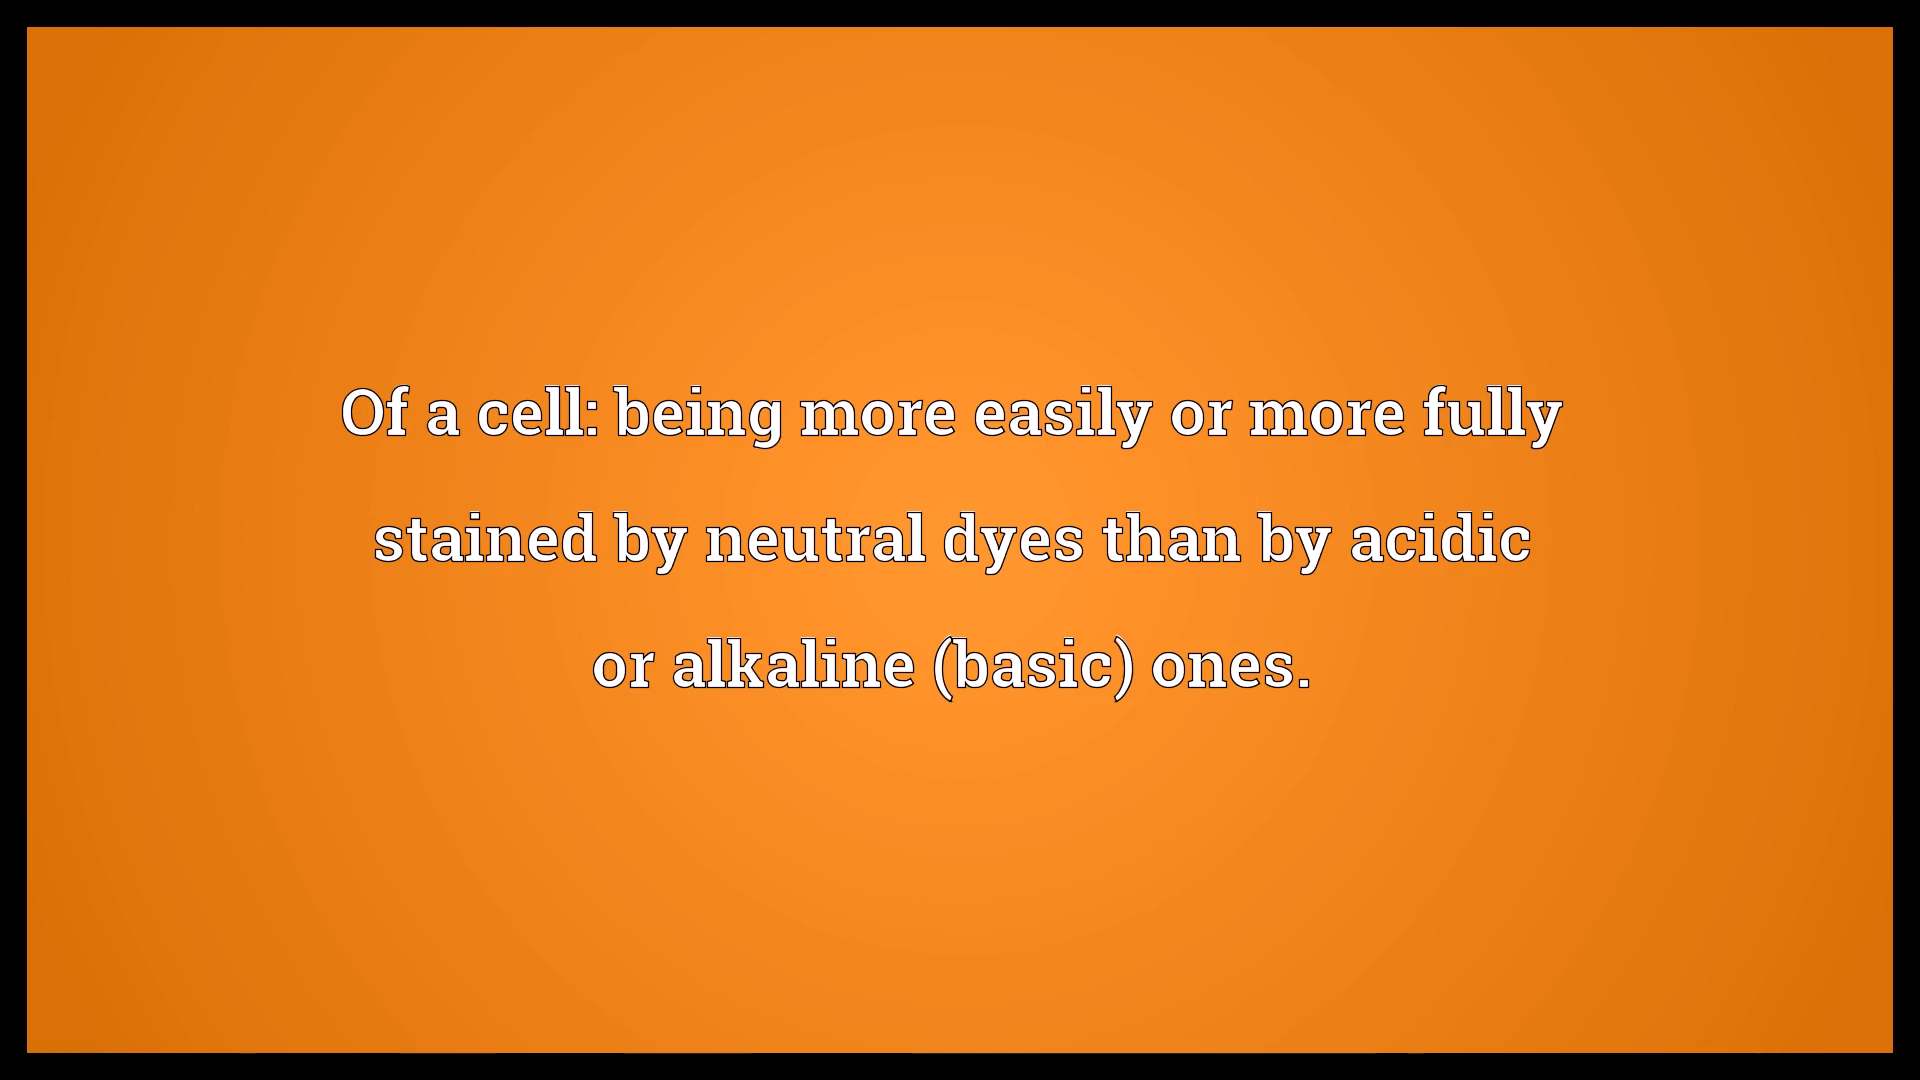 Of a cell: being more easily or more fully
stained by neutral dyes than by acidic
or alkaline (basic) ones.